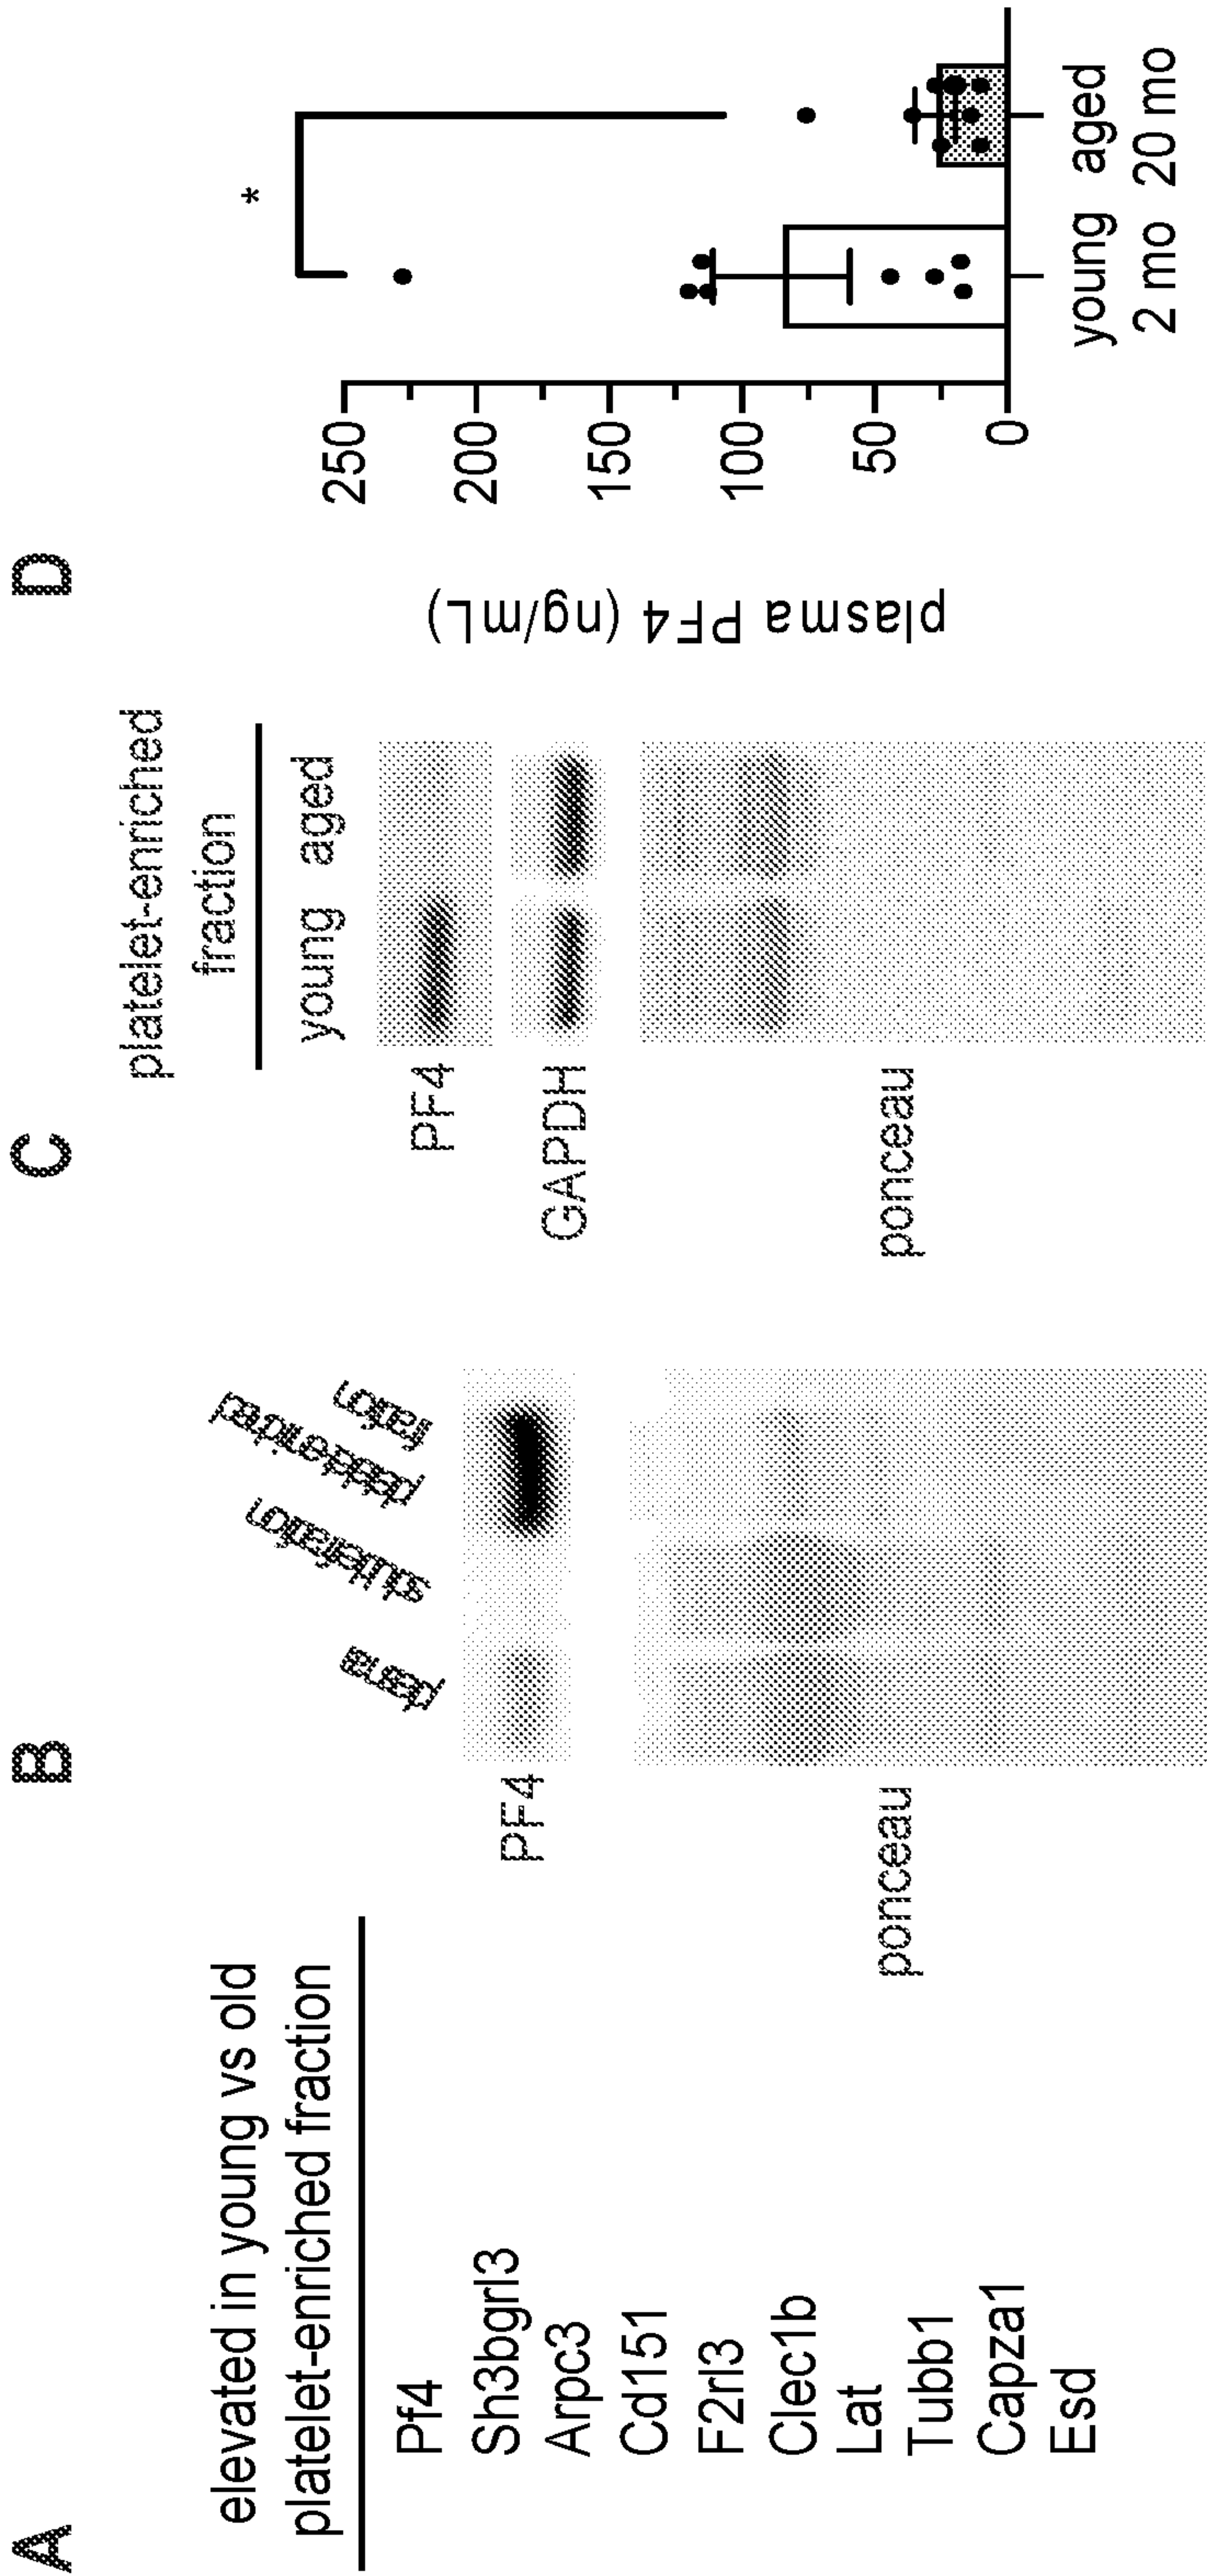 A
elevated in young vs old
platelet-enriched fraction
Pf4
Sh3bgrl3
Arpc3
Cd151
F2rl3
Clec1b
Lat
Tubb1
Capza1
Esd
B
PF4
ponceau
C
platelet-enriched
fraction
young aged
PF4
GAPDH
ponceau
D
plasma PF4 (ng/mL)
250
200
150
100
50
0
*
young aged
2 mo 20 mo